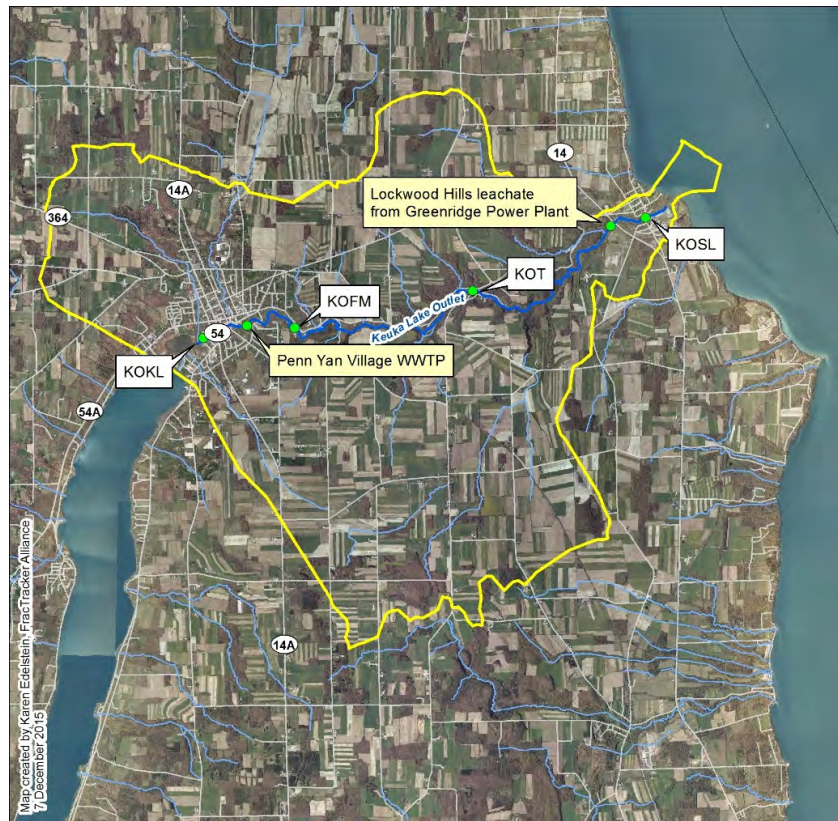 14
14A
Lockwood Hills leachate
from Greenridge Power Plant
364
KOSL
KOT
KOFM
Keuka Lake Outlet
54
Penn Yan Village WWTP
KOKL
54A
14A
Map created by Karen Edelstein, FracTracker Alliance
7 December 2015